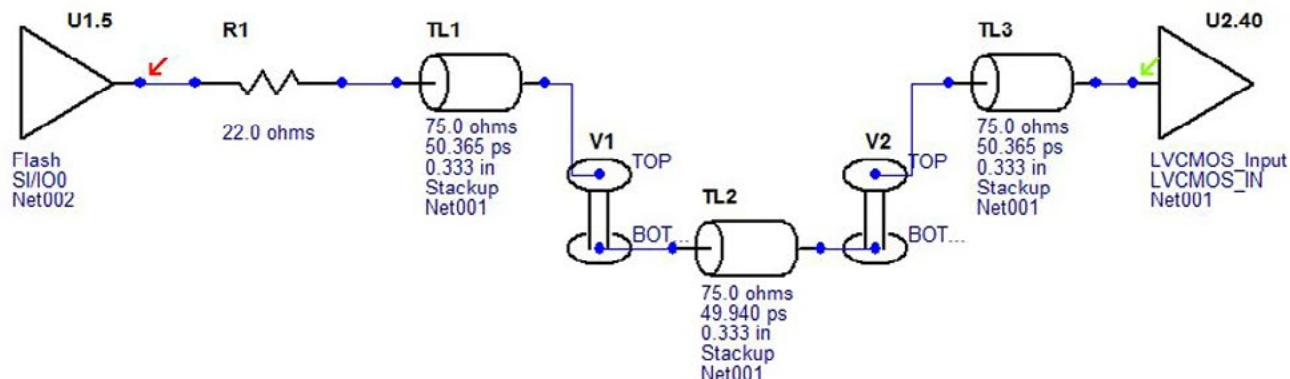 U1.5
R1
TL1
TL3
U2.40
22.0 ohms
75.0 ohms
50.365 ps
0.333 in
Stackup
Net001
V1
TOP
BOT...
TL2
75.0 ohms
49.940 ps
0.333 in
Stackup
Net001
V2
TOP
BOT...
75.0 ohms
50.365 ps
0.333 in
Stackup
Net001
Flash
SI/IO0
Net002
LVCMOS_Input
LVCMOS_IN
Net001